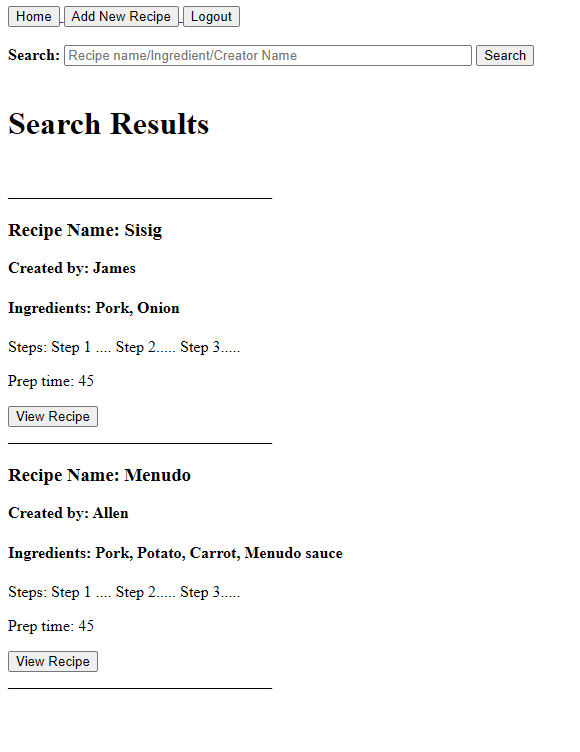 Home Add New Recipe Logout
Search: Recipe name/Ingredient/Creator Name Search
Search Results
_________________________________
Recipe Name: Sisig
Created by: James
Ingredients: Pork, Onion
Steps: Step 1 .... Step 2..... Step 3.....
Prep time: 45
View Recipe
_________________________________
Recipe Name: Menudo
Created by: Allen
Ingredients: Pork, Potato, Carrot, Menudo sauce
Steps: Step 1 .... Step 2..... Step 3.....
Prep time: 45
View Recipe
_________________________________